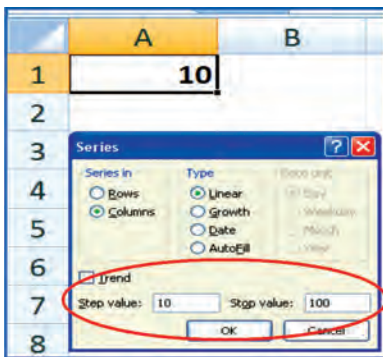 A B
1 10
2
3
4
5
6
7
8
Series
Series in Type Date unit
Rows Linear Day
Columns Growth Weekday
Date Month
AutoFill Year
Trend
Step value: 10 Stop value: 100
OK Cancel